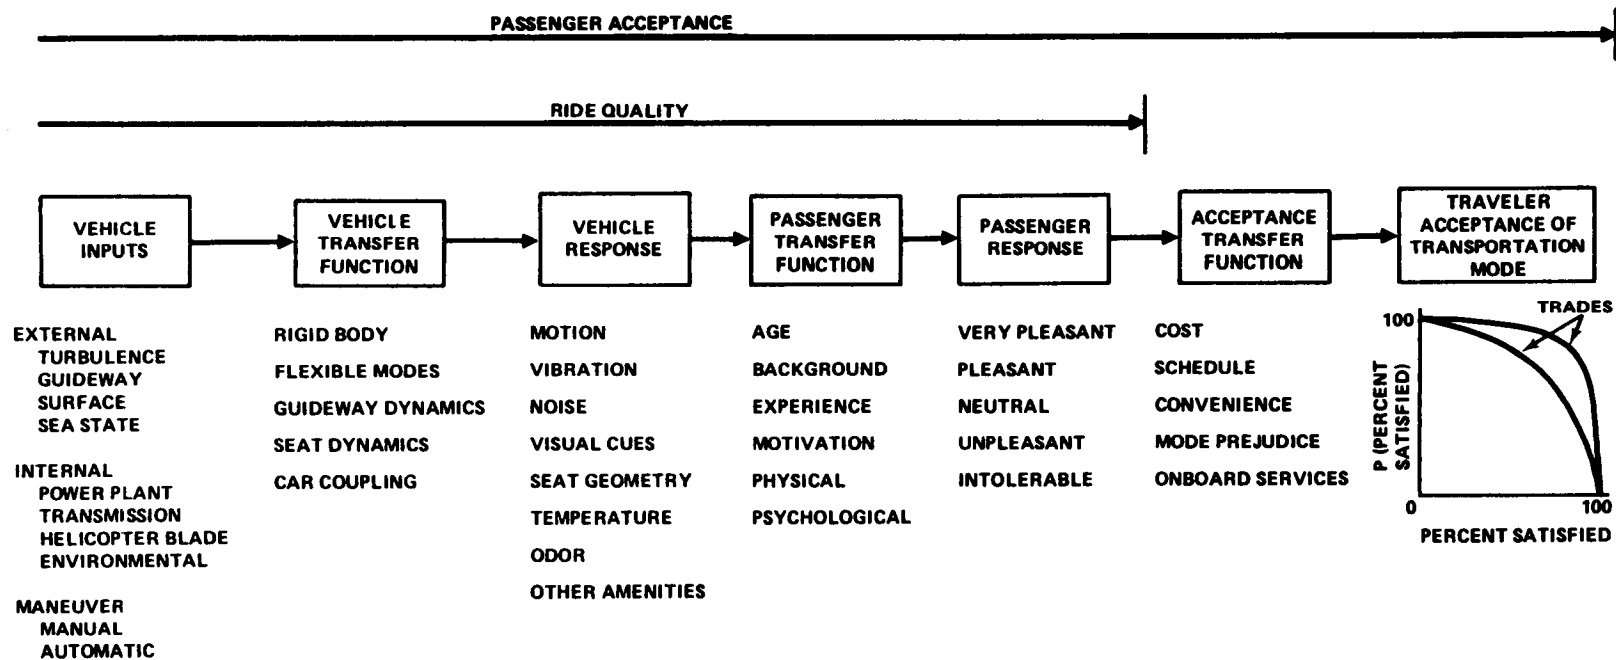 PASSENGER ACCEPTANCE
RIDE QUALITY
VEHICLE
INPUTS
VEHICLE
TRANSFER
FUNCTION
VEHICLE
RESPONSE
PASSENGER
TRANSFER
FUNCTION
PASSENGER
RESPONSE
ACCEPTANCE
TRANSFER
FUNCTION
TRAVELER
ACCEPTANCE OF
TRANSPORTATION
MODE
EXTERNAL
TURBULENCE
GUIDEWAY
SURFACE
SEA STATE
INTERNAL
POWER PLANT
TRANSMISSION
HELICOPTER BLADE
ENVIRONMENTAL
MANEUVER
MANUAL
AUTOMATIC
RIGID BODY
FLEXIBLE MODES
GUIDEWAY DYNAMICS
SEAT DYNAMICS
CAR COUPLING
MOTION
VIBRATION
NOISE
VISUAL CUES
SEAT GEOMETRY
TEMPERATURE
ODOR
OTHER AMENITIES
AGE
BACKGROUND
EXPERIENCE
MOTIVATION
PHYSICAL
PSYCHOLOGICAL
VERY PLEASANT
PLEASANT
NEUTRAL
UNPLEASANT
INTOLERABLE
COST
SCHEDULE
CONVENIENCE
MODE PREJUDICE
ONBOARD SERVICES
TRADES
100
P (PERCENT
SATISFIED)
0
100
PERCENT SATISFIED